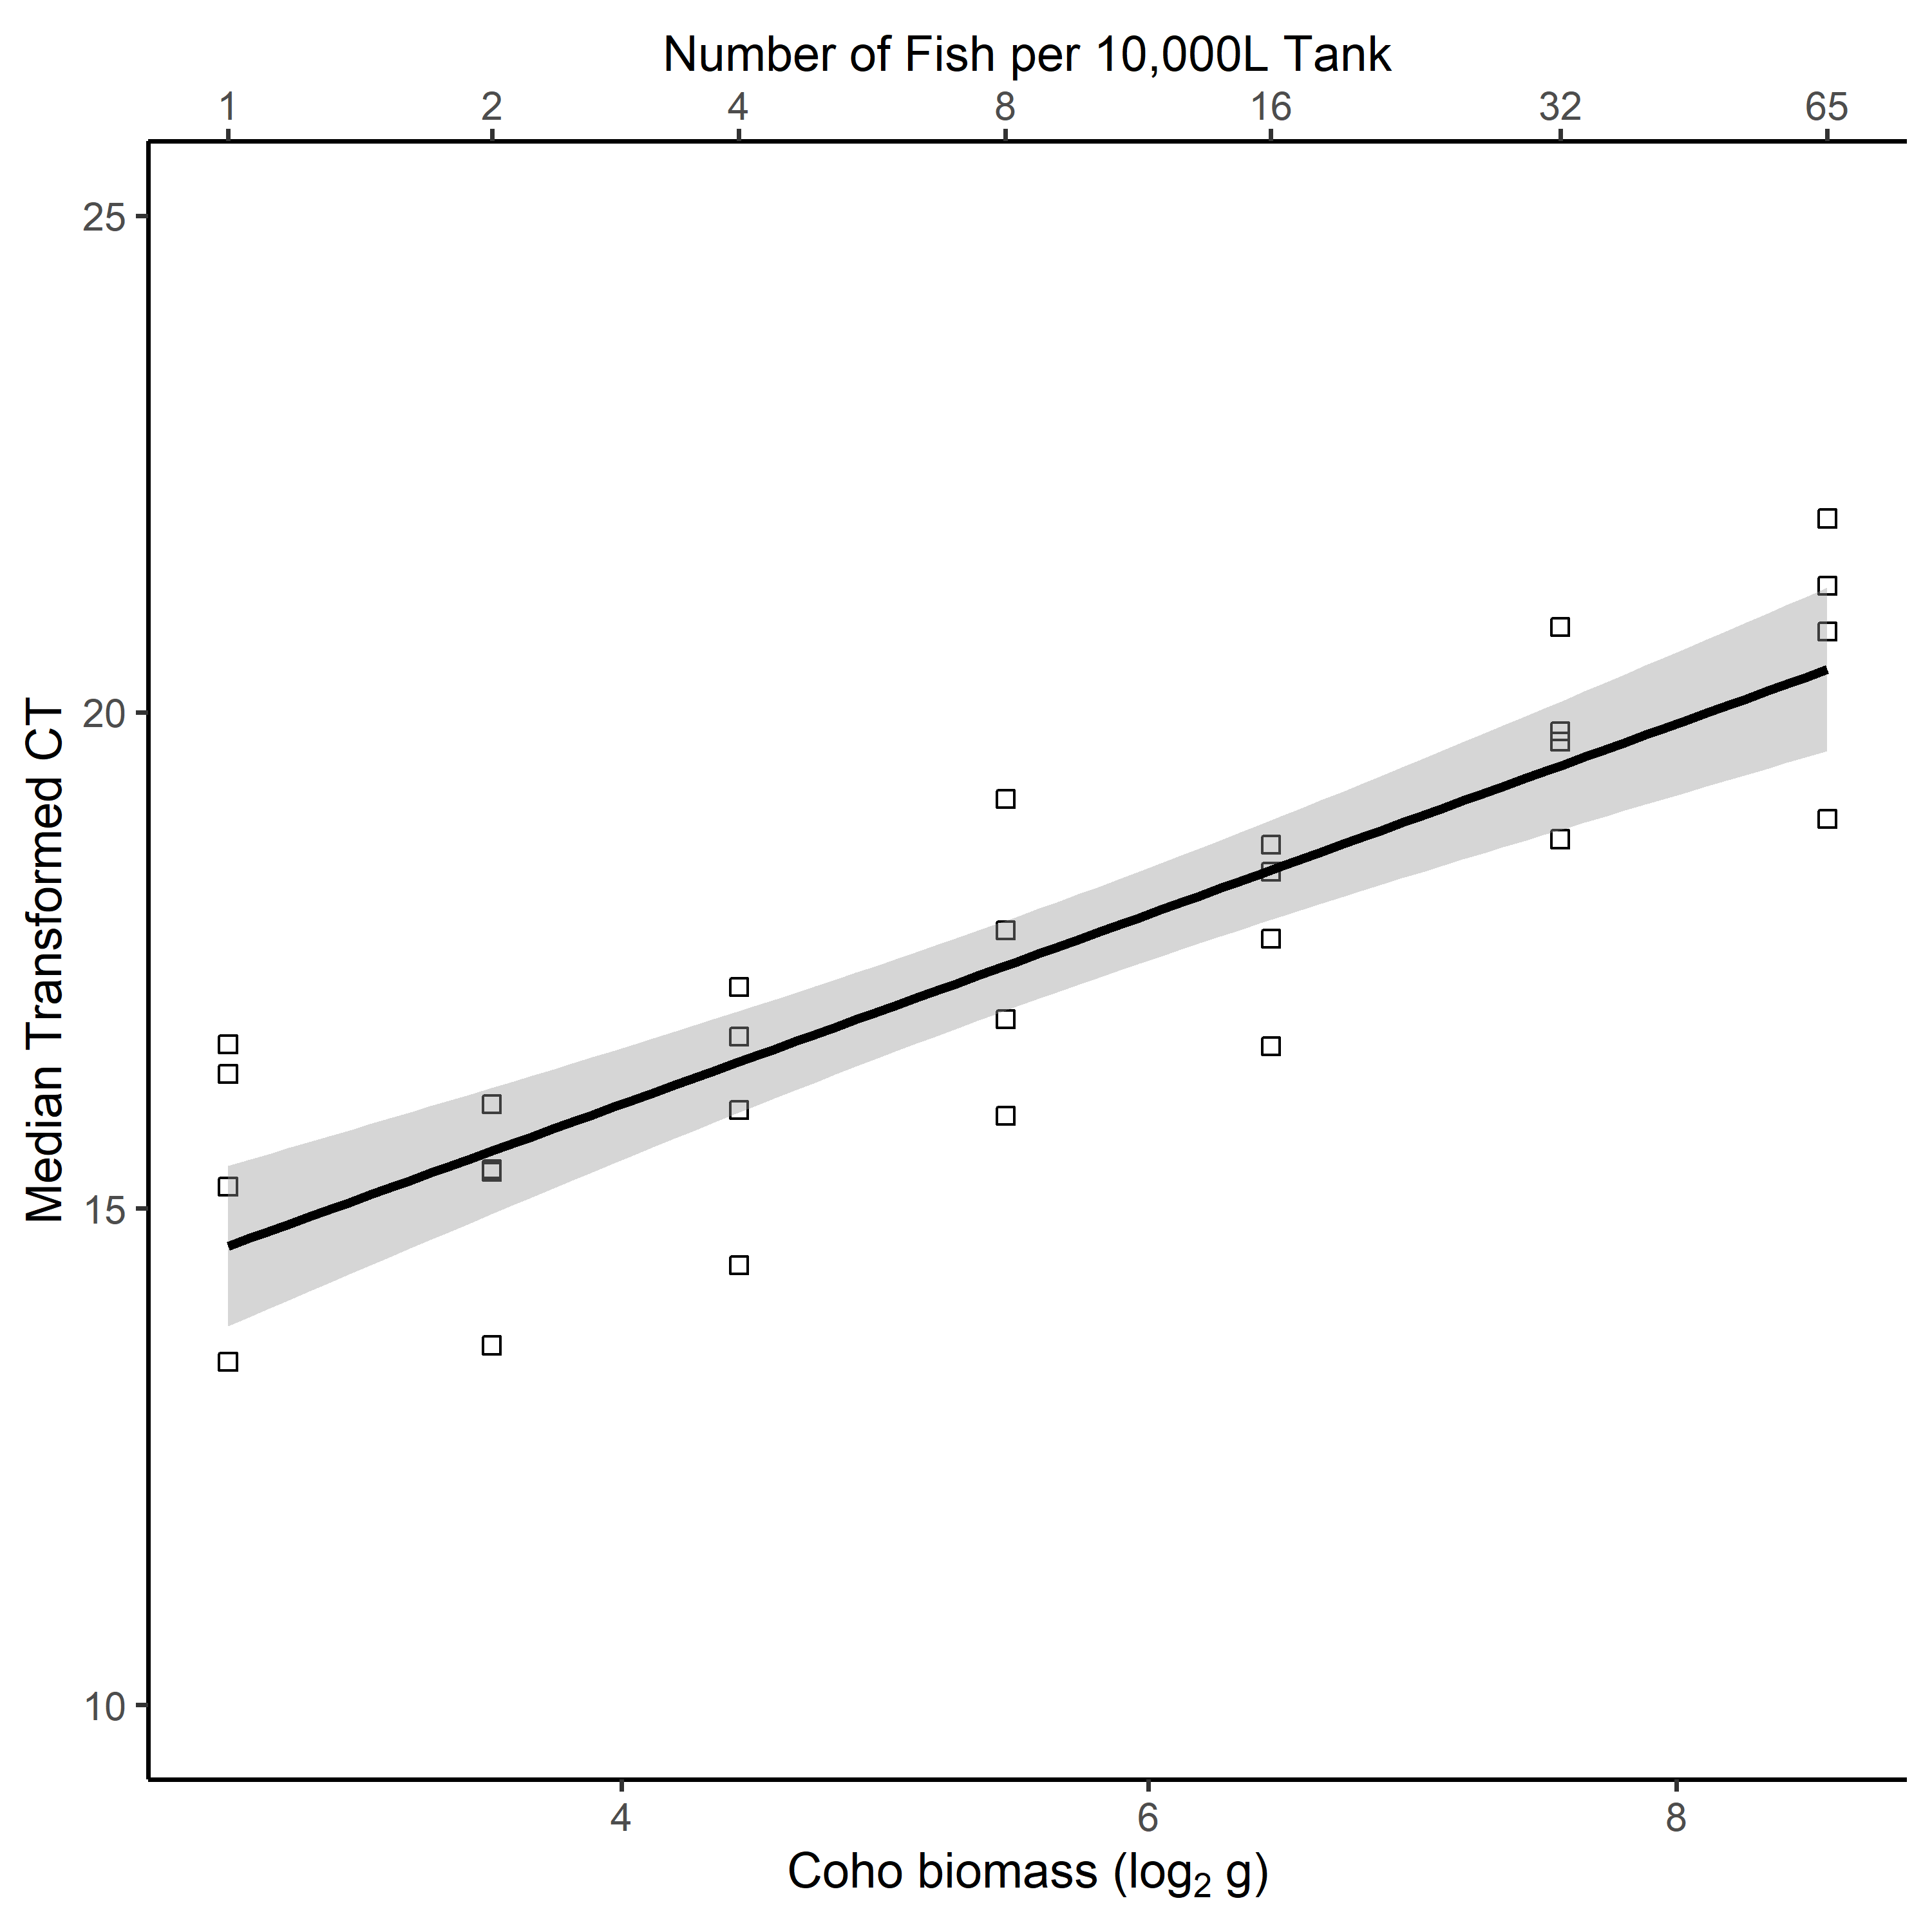 Number of Fish per 10,000L Tank
1 2 4 8 16 32 65
25
20
15
10
Median Transformed CT
4 6 8
Coho biomass (log₂ g)